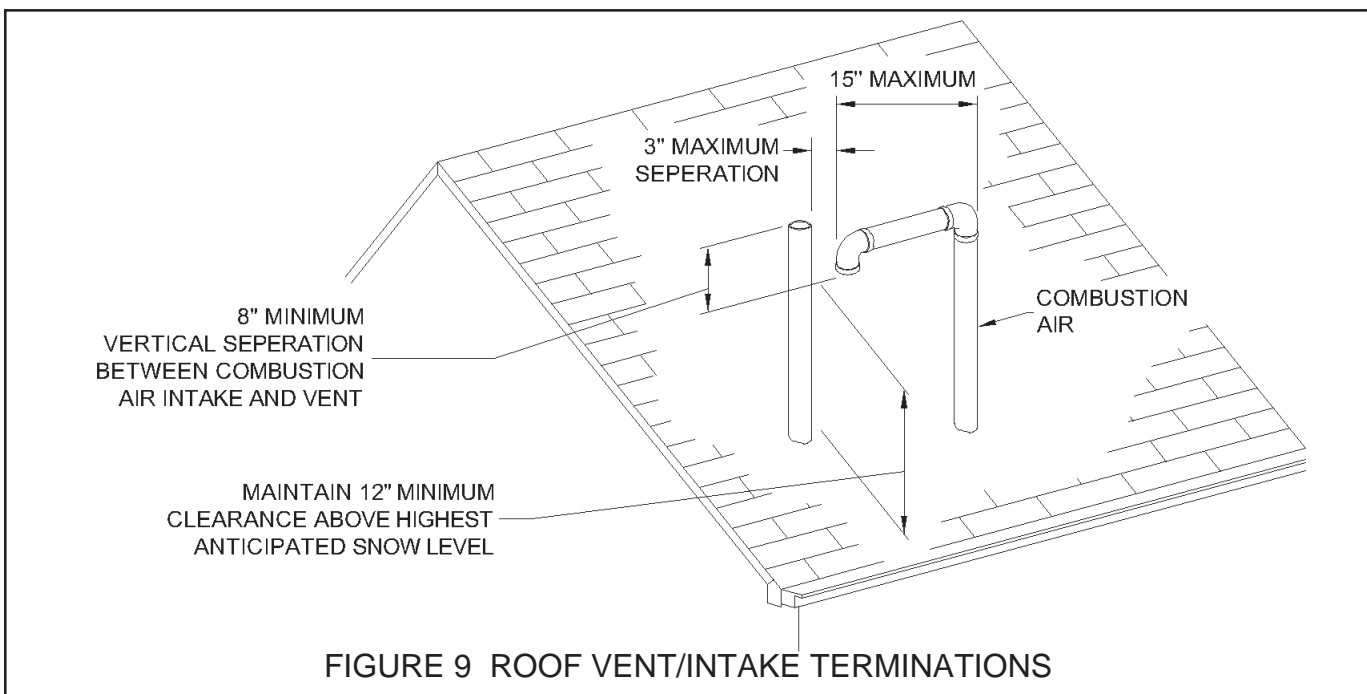 15" MAXIMUM
3" MAXIMUM
SEPERATION
8" MINIMUM
VERTICAL SEPERATION
BETWEEN COMBUSTION
AIR INTAKE AND VENT
COMBUSTION
AIR
MAINTAIN 12" MINIMUM
CLEARANCE ABOVE HIGHEST
ANTICIPATED SNOW LEVEL
FIGURE 9 ROOF VENT/INTAKE TERMINATIONS